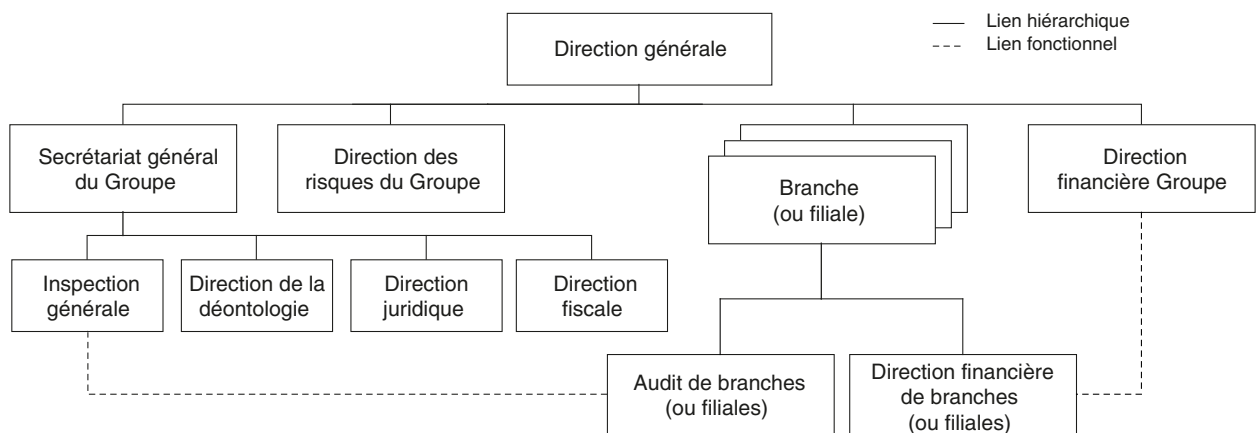 Direction générale
Lien hiérarchique
Lien fonctionnel
Secrétariat général
du Groupe
Direction des
risques du Groupe
Branche
(ou filiale)
Direction
financière Groupe
Inspection
générale
Direction de la
déontologie
Direction
juridique
Direction
fiscale
Audit de branches
(ou filiales)
Direction financière
de branches
(ou filiales)